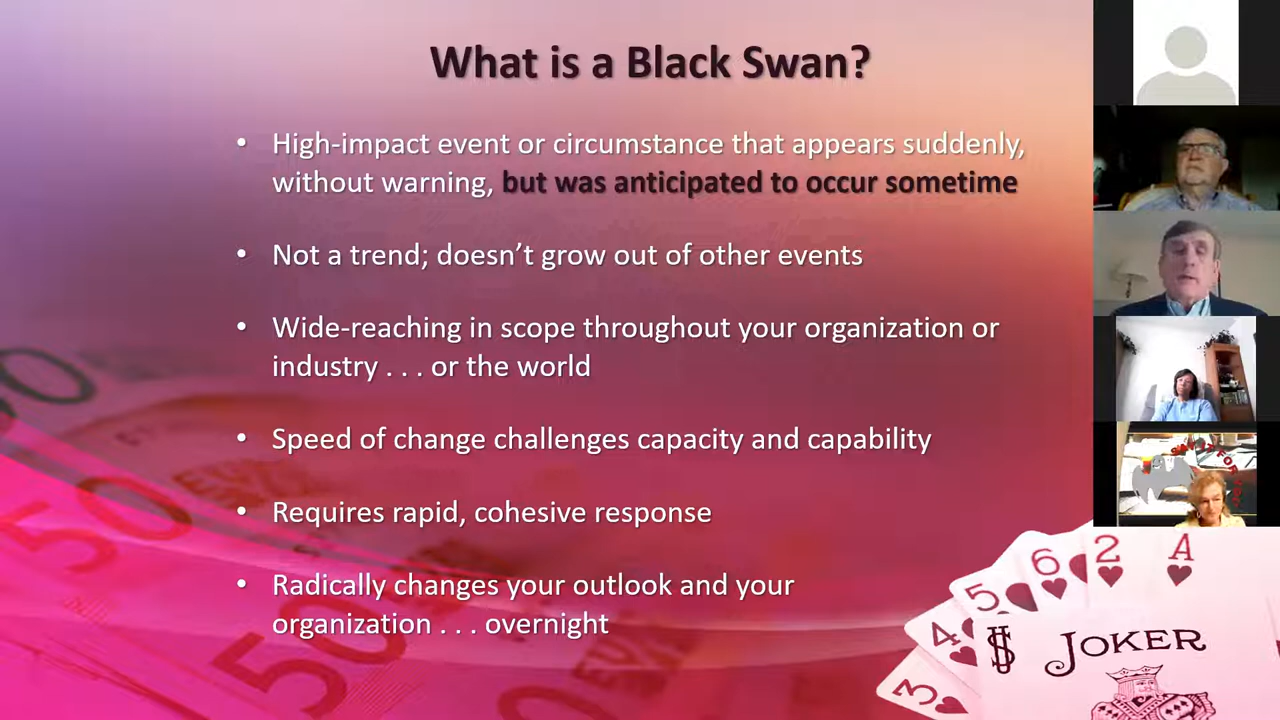 What is a Black Swan?
• High-impact event or circumstance that appears suddenly,
without warning, but was anticipated to occur sometime
• Not a trend; doesn’t grow out of other events
• Wide-reaching in scope throughout your organization or
industry . . . or the world
• Speed of change challenges capacity and capability
• Requires rapid, cohesive response
• Radically changes your outlook and your
organization . . . overnight
50
50
3
4
5
6
2
A
JOKER